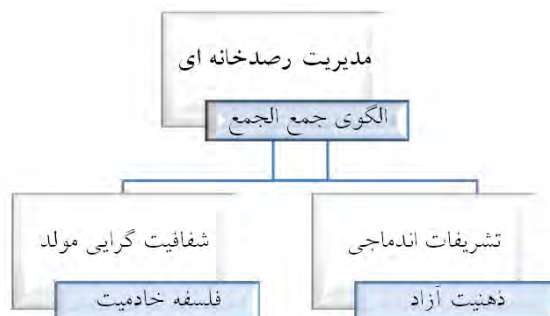 مدیریت رصدخانه ای
الگوی جمع الجمع
تشریفات اندماجی
ذهنیت آزاد
شفافیت گرایی مولد
فلسفه خادمیت